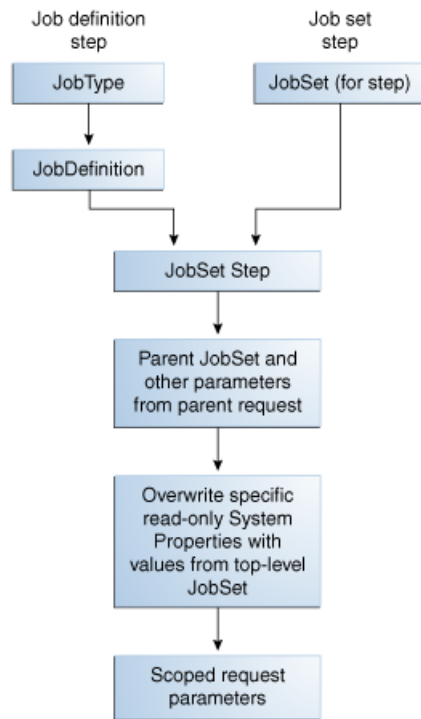 Job definition
step
Job set
step
JobType
JobSet (for step)
JobDefinition
JobSet Step
Parent JobSet and
other parameters
from parent request
Overwrite specific
read-only System
Properties with
values from top-level
JobSet
Scoped request
parameters